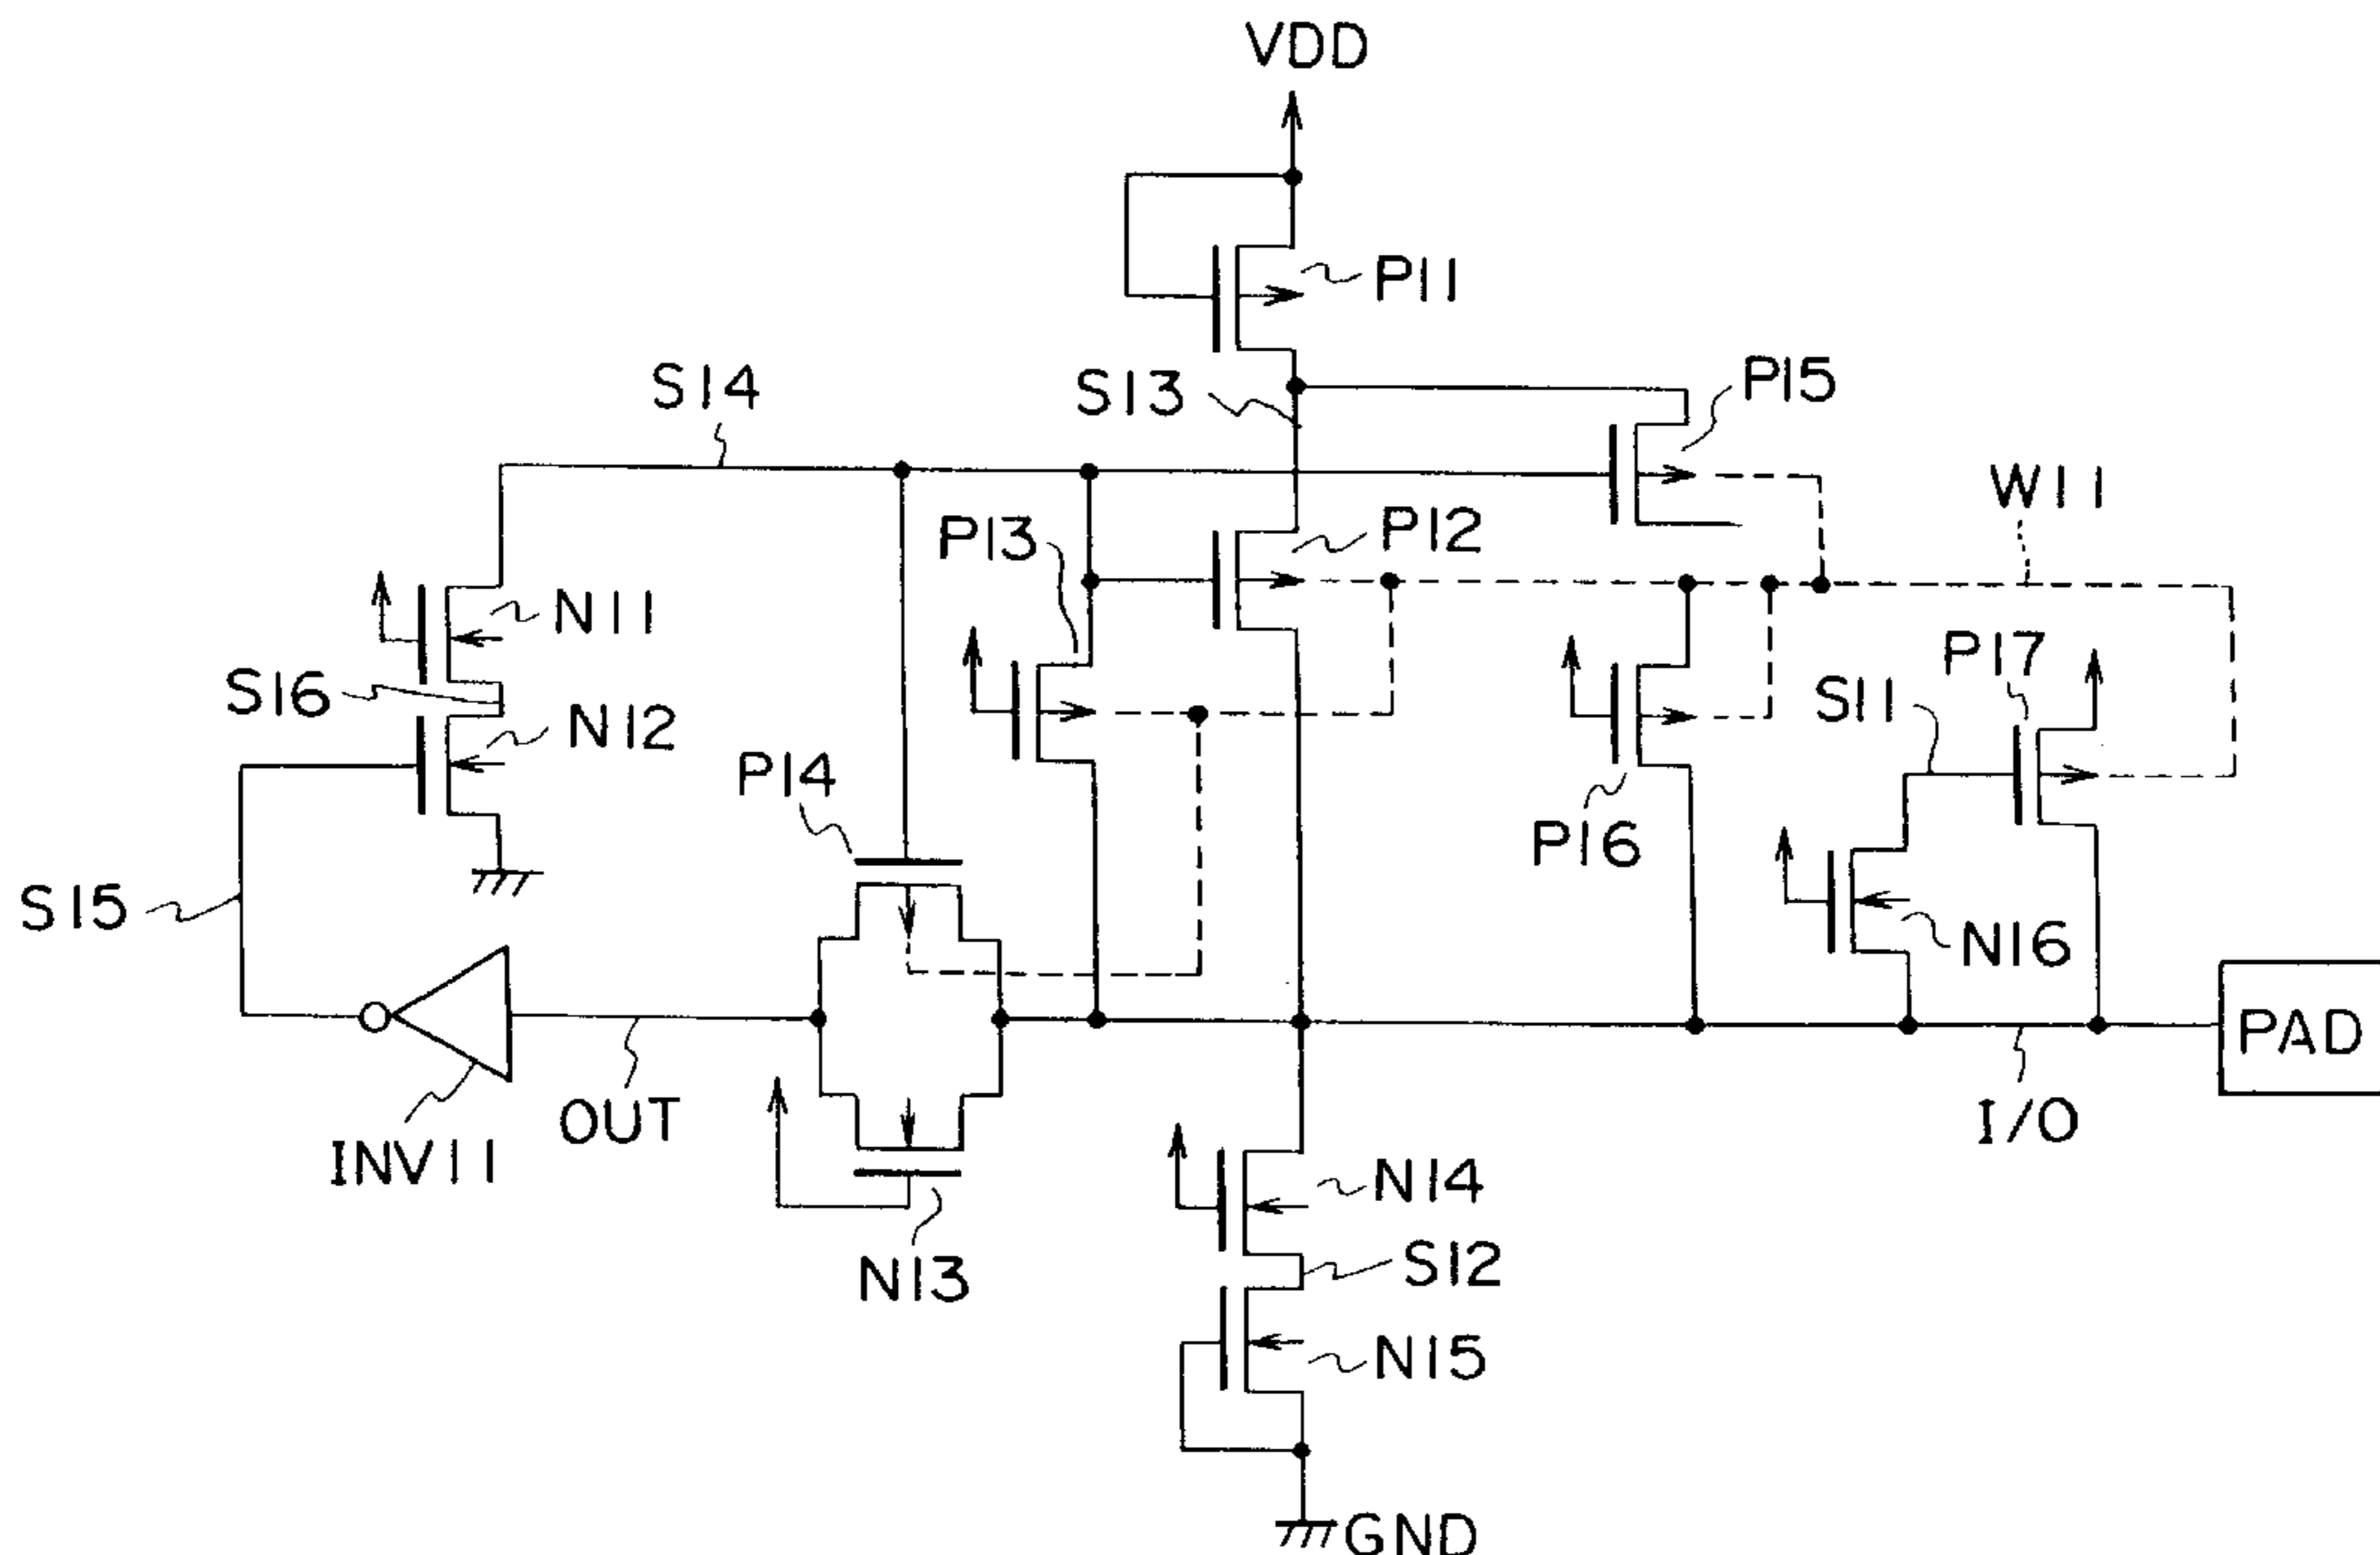 VDD
P11
S14
S13
P15
W11
P13
P12
N11
P17
S16
S11
N12
P14
P16
S15
N16
PAD
OUT
I/O
INV11
N14
S12
N13
N15
GND